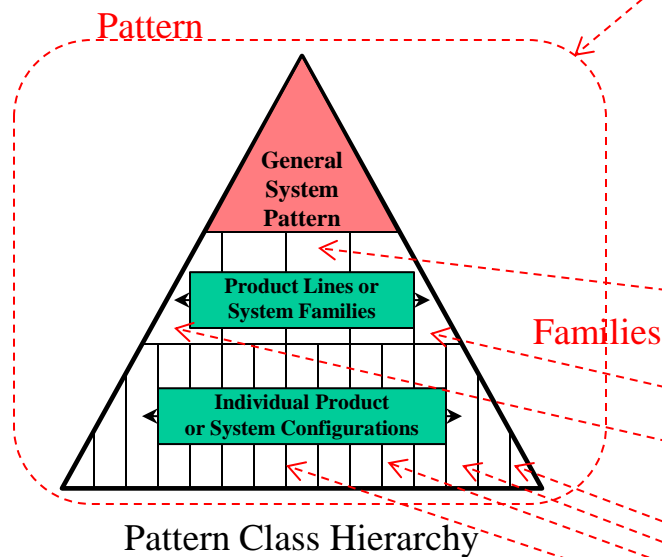 Pattern
General
System
Pattern
Product Lines or
System Families
Families
Individual Product
or System Configurations
Pattern Class Hierarchy